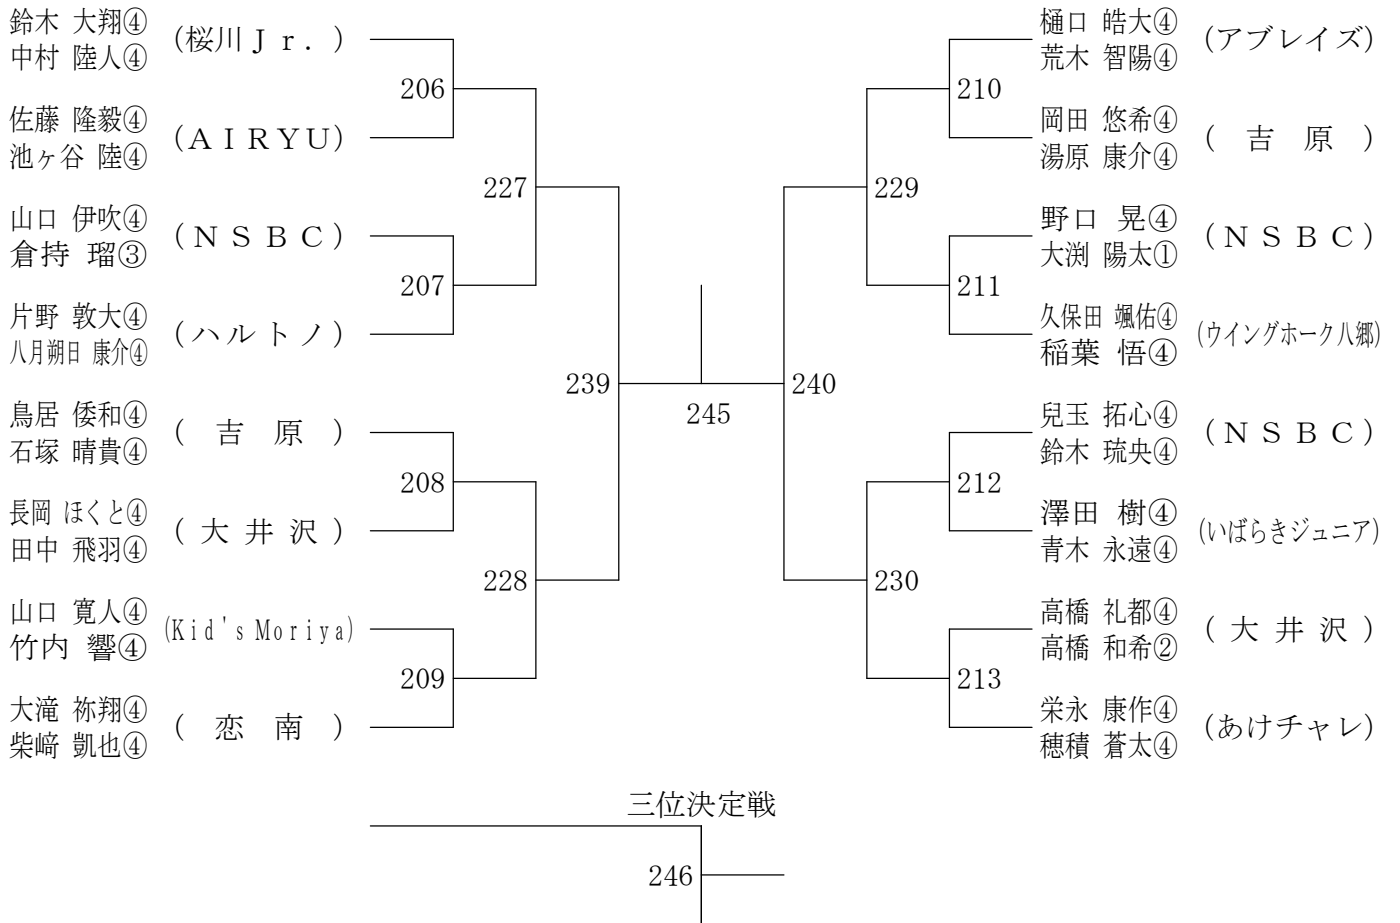 鈴木 大翔④
中村 陸人④
(桜川Ｊｒ．)
206
佐藤 隆毅④
池ヶ谷 陸④
(ＡＩＲＹＵ)
227
山口 伊吹④
倉持 瑠③
(ＮＳＢＣ)
207
片野 敦大④
八月朔日 康介④
(ハルトノ)
239
鳥居 倭和④
石塚 晴貴④
(吉原)
208
長岡 ほくと④
田中 飛羽④
(大井沢)
228
山口 寛人④
竹内 響④
(Kid's Moriya)
209
大滝 祢翔④
柴﨑 凱也④
(恋南)
245
樋口 皓大④
荒木 智陽④
(アブレイズ)
210
岡田 悠希④
湯原 康介④
(吉原)
229
野口 晃④
大渕 陽太①
(ＮＳＢＣ)
211
久保田 颯佑④
稲葉 悟④
(ウイングホーク八郷)
240
兒玉 拓心④
鈴木 琉央④
(ＮＳＢＣ)
212
澤田 樹④
青木 永遠④
(いばらきジュニア)
230
高橋 礼都④
高橋 和希②
(大井沢)
213
栄永 康作④
穂積 蒼太④
(あけチャレ)
三位決定戦
246